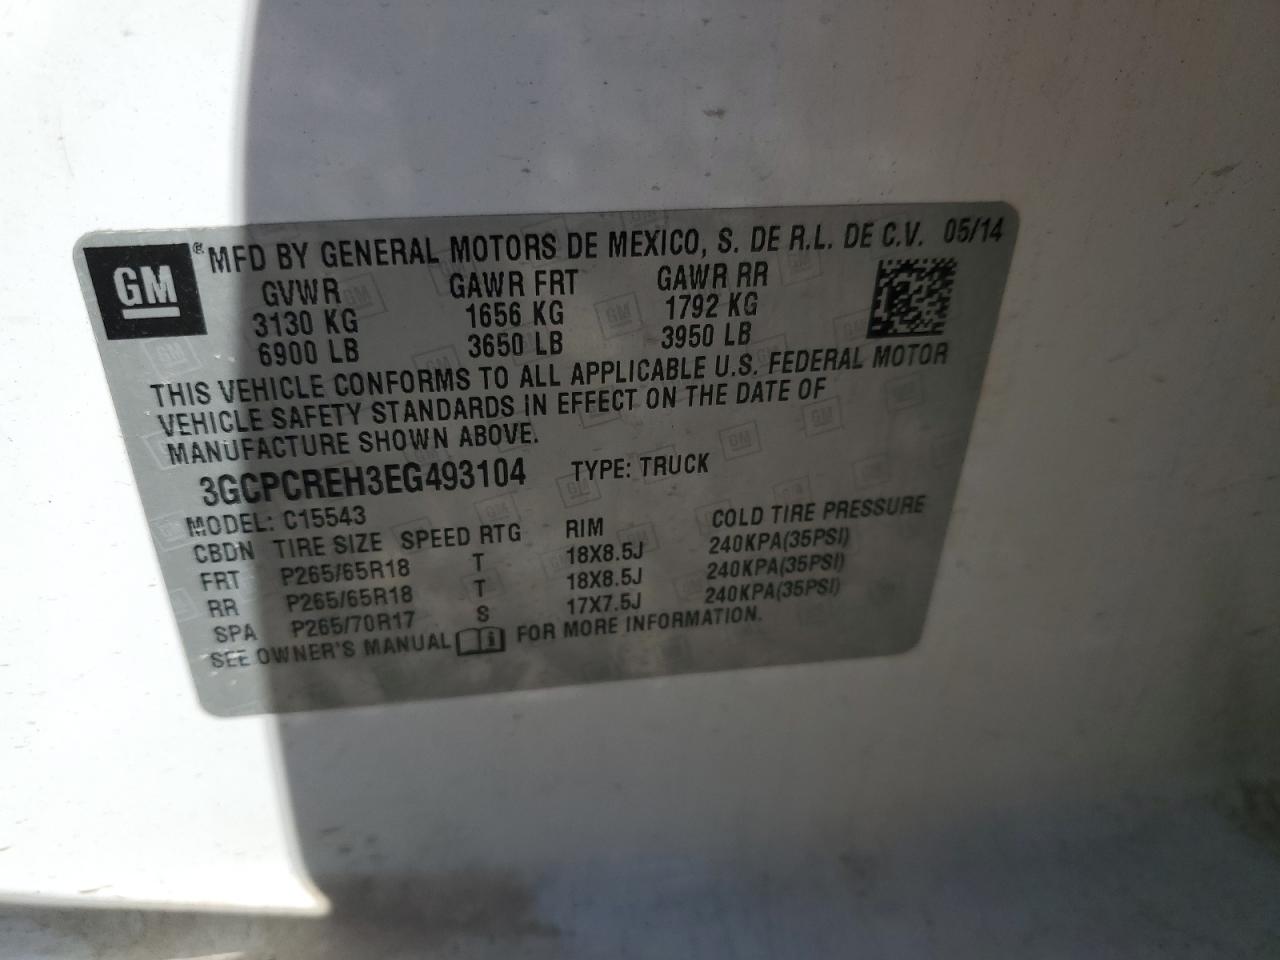 GM
® MFD BY GENERAL MOTORS DE MEXICO, S. DE R.L. DE C.V. 05/14
GVWR GAWR FRT GAWR RR
3130 KG 1656 KG 1792 KG
6900 LB 3650 LB 3950 LB
THIS VEHICLE CONFORMS TO ALL APPLICABLE U.S. FEDERAL MOTOR
VEHICLE SAFETY STANDARDS IN EFFECT ON THE DATE OF
MANUFACTURE SHOWN ABOVE.
3GCPCREH3EG493104 TYPE: TRUCK
MODEL: C15543
CBDN TIRE SIZE SPEED RTG RIM COLD TIRE PRESSURE
FRT P265/65R18 T 18X8.5J 240KPA(35PSI)
RR P265/65R18 T 18X8.5J 240KPA(35PSI)
SPA P265/70R17 S 17X7.5J 240KPA(35PSI)
SEE OWNER'S MANUAL FOR MORE INFORMATION.